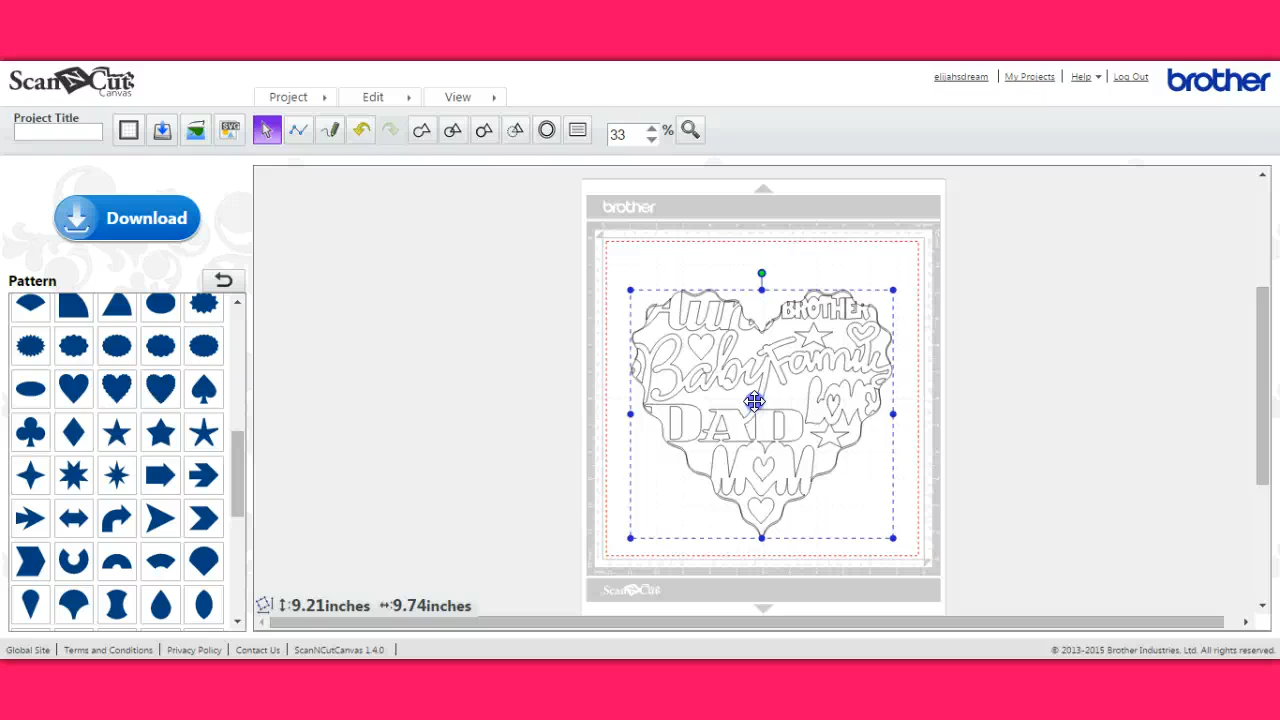 ScanNCut
Canvas
elijahsdream | My Projects | Help | Log Out
brother
Project
Edit
View
Project Title
SVG
33 %
Download
Pattern
brother
Aunt
BROTHER
Baby
Family
Love
DAD
MOM
ScanNCut
9.21inches 9.74inches
Global Site | Terms and Conditions | Privacy Policy | Contact Us | ScanNCutCanvas 1.4.0 |
© 2013-2015 Brother Industries, Ltd. All rights reserved.